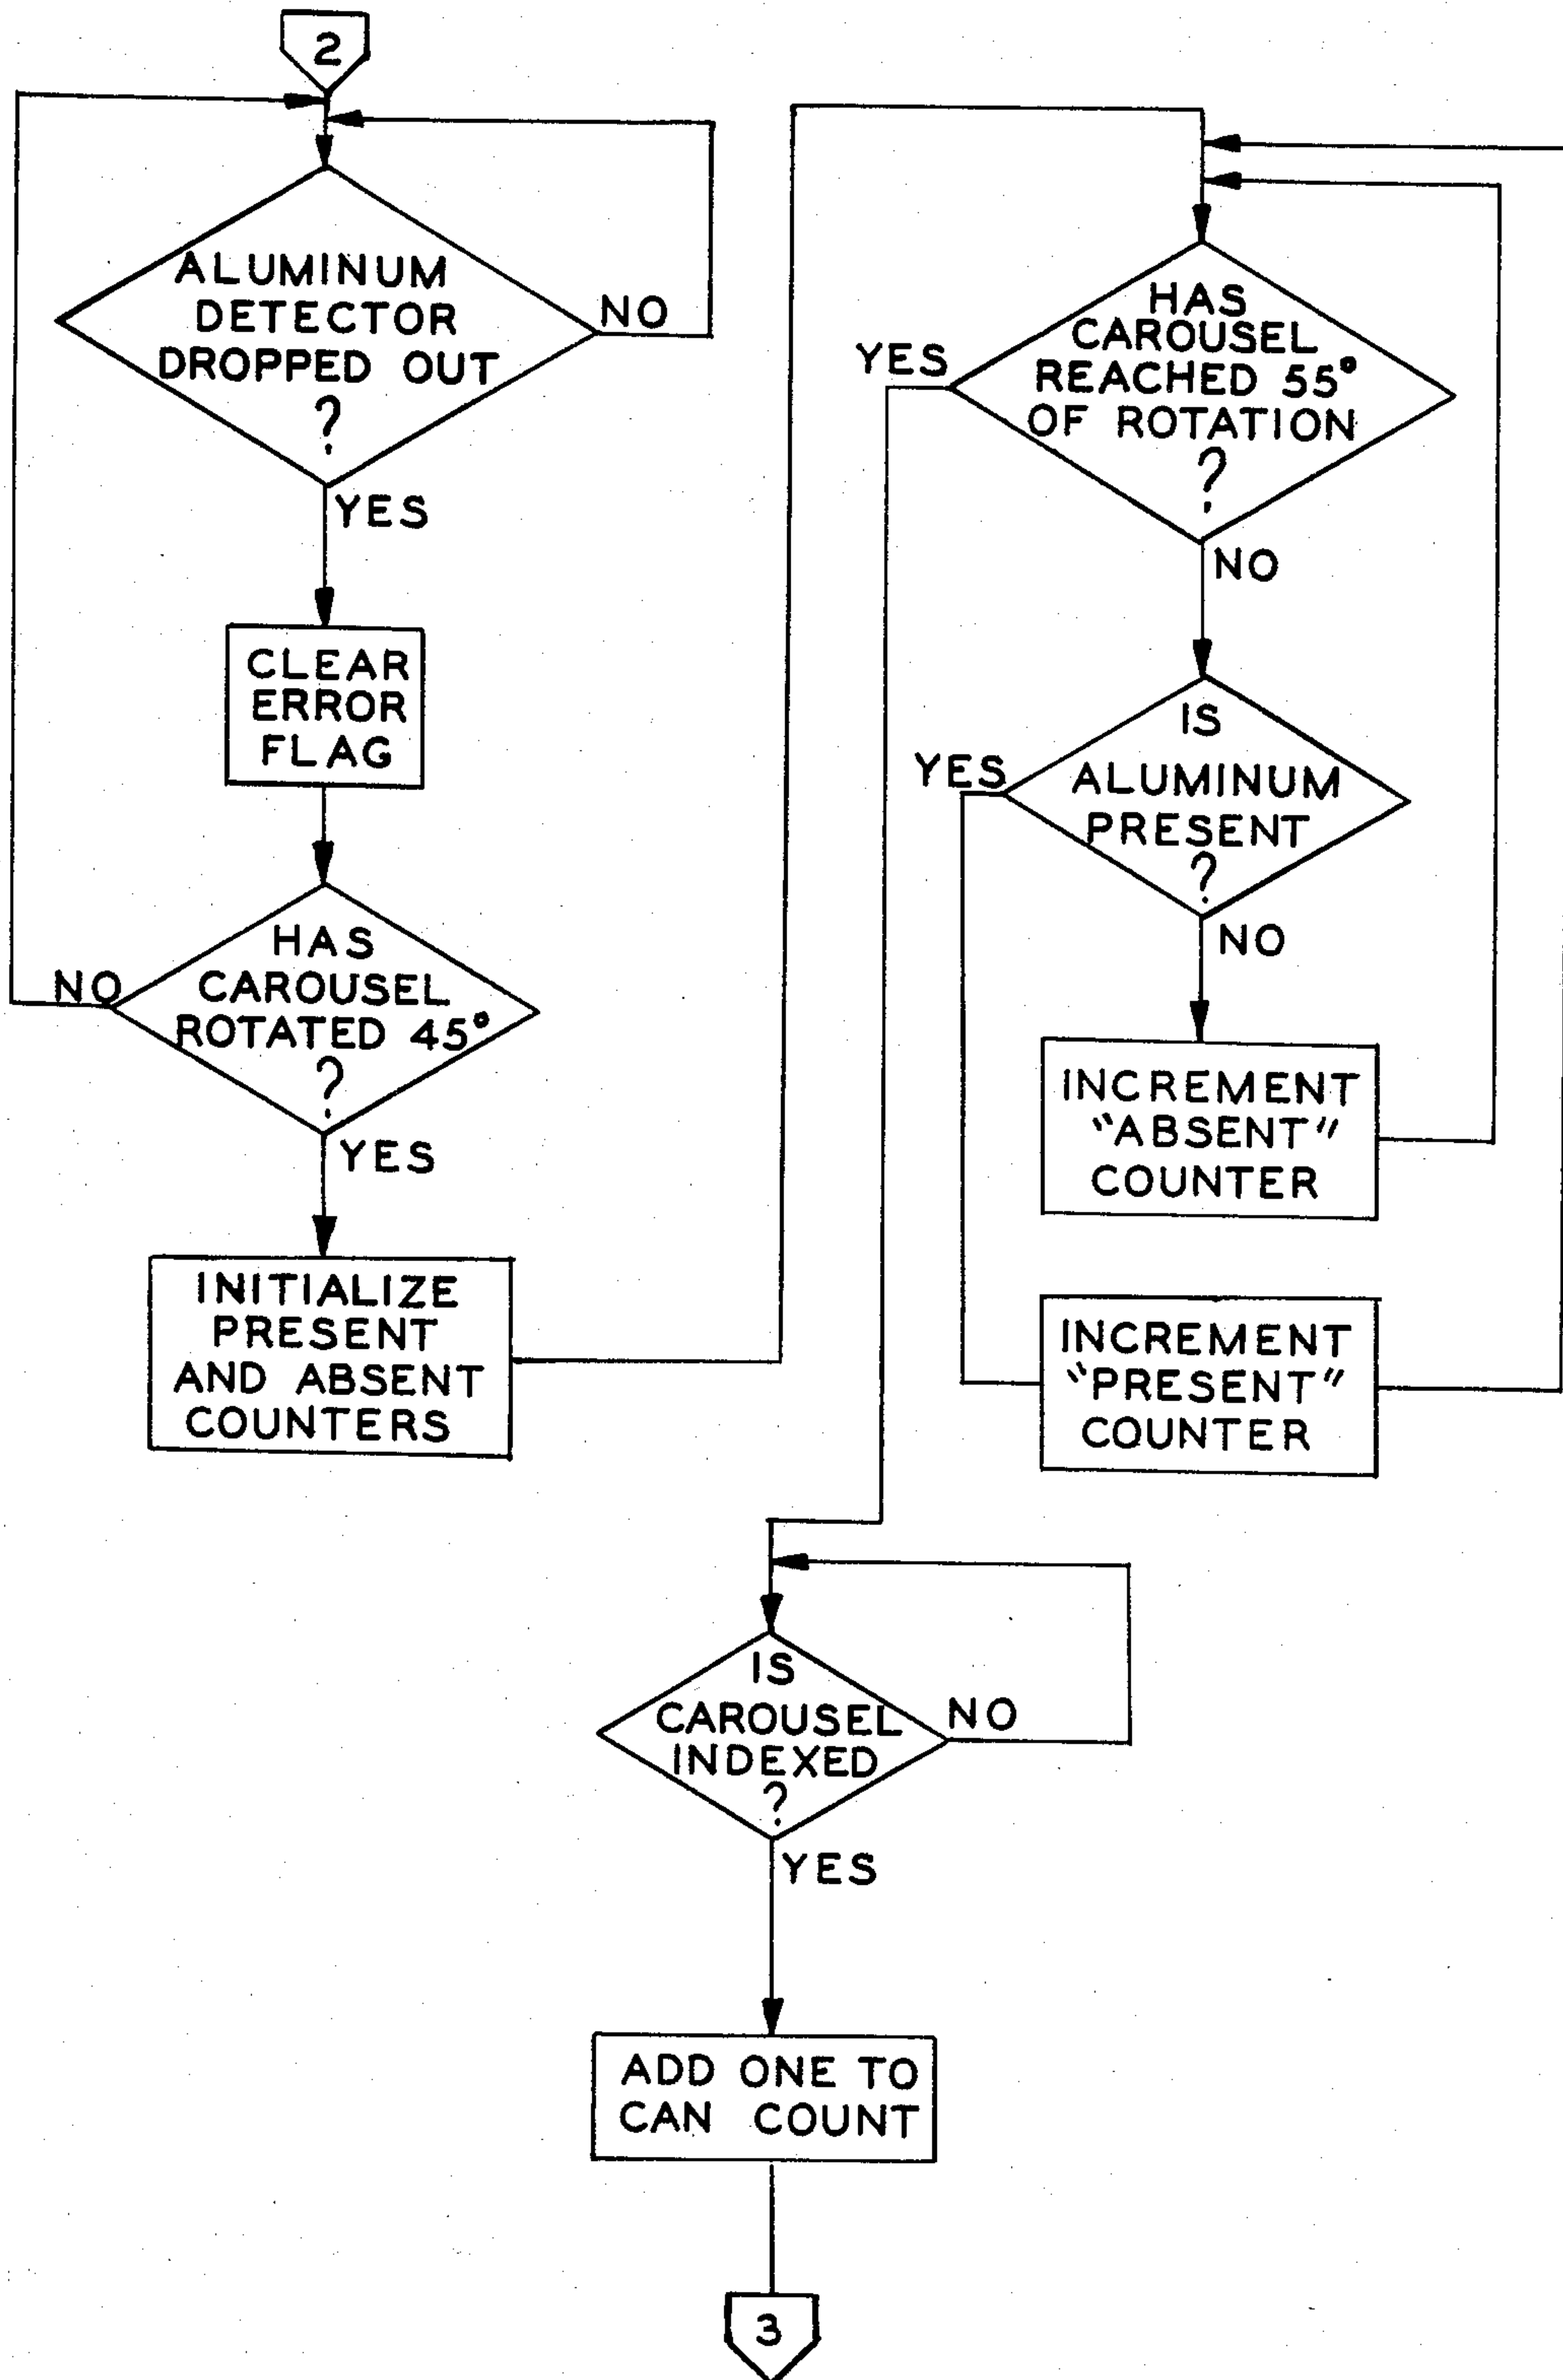 2
ALUMINUM
DETECTOR
DROPPED OUT
?
NO
YES
CLEAR
ERROR
FLAG
HAS
CAROUSEL
ROTATED 45°
?
NO
YES
INITIALIZE
PRESENT
AND ABSENT
COUNTERS
HAS
CAROUSEL
REACHED 55°
OF ROTATION
?
YES
NO
IS
ALUMINUM
PRESENT
?
YES
NO
INCREMENT
"ABSENT"
COUNTER
INCREMENT
"PRESENT"
COUNTER
IS
CAROUSEL
INDEXED
?
NO
YES
ADD ONE TO
CAN COUNT
3